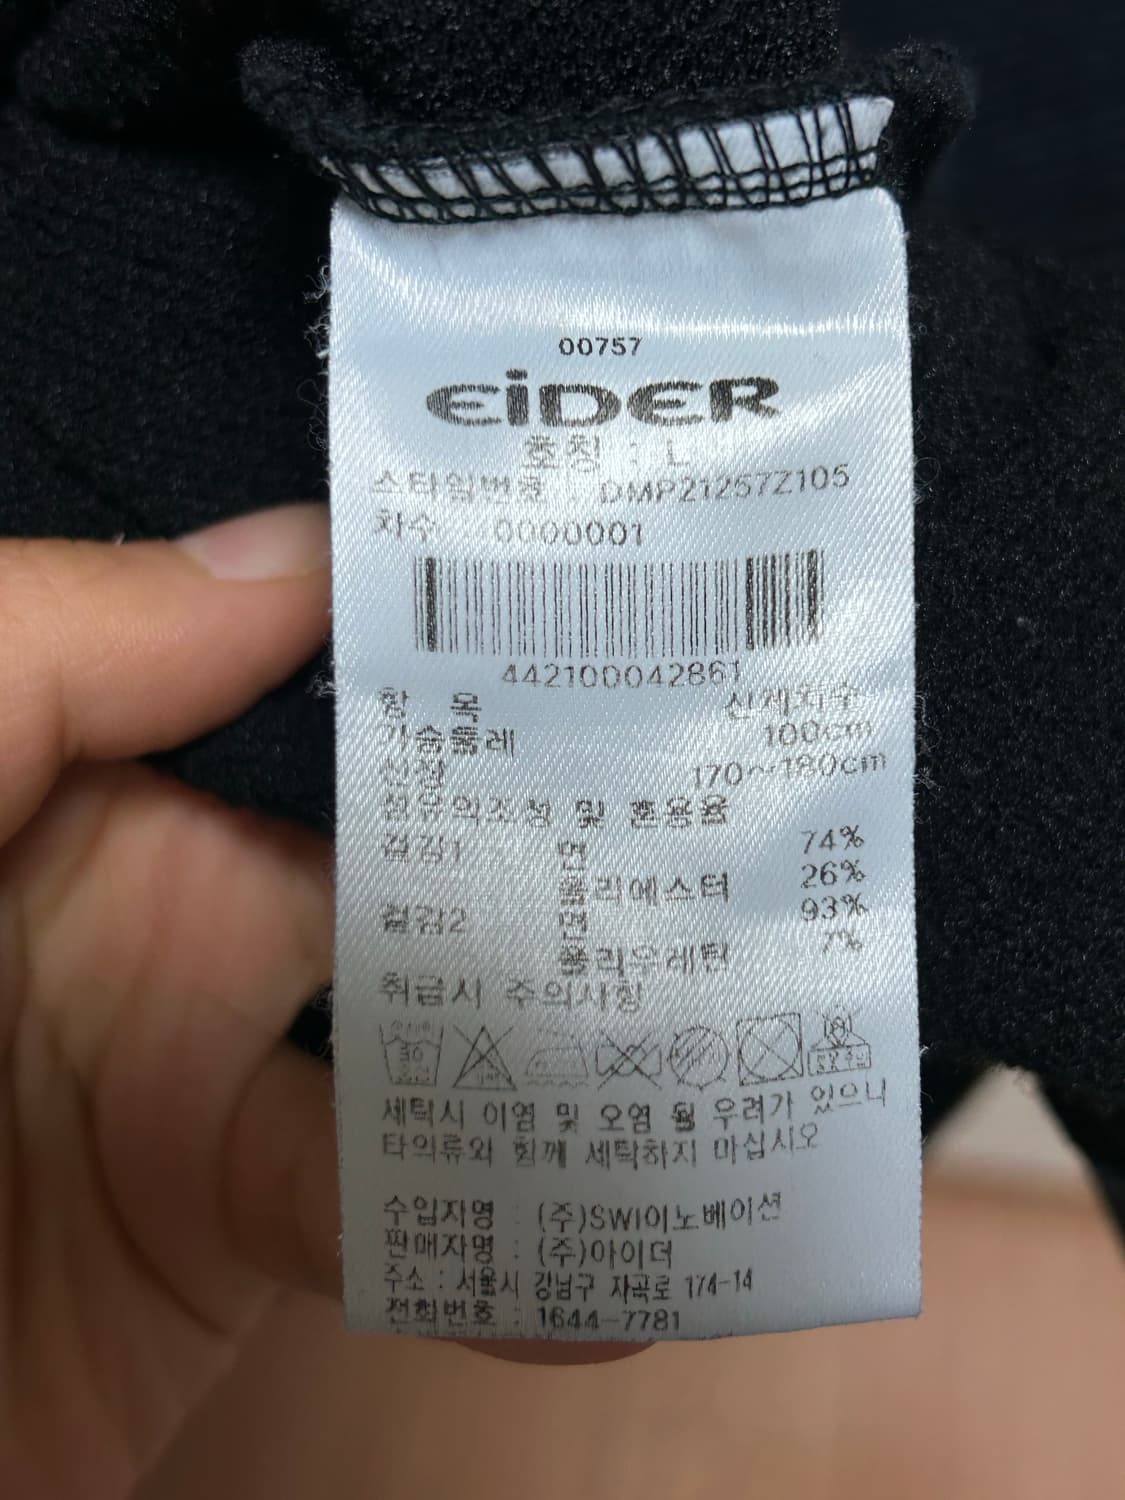 00757
EiDER
호칭 : L
스타일번호 : DMP21257Z105
차수 : 40000001
442100042861
항 목 신체치수
가슴둘레 100cm
신장 170~180cm
섬유의조성 및 혼용율
겉감1 면 74%
폴리에스터 26%
겉감2 면 93%
폴리우레탄 7%
취급시 주의사항
30
세탁시 이염 및 오염 될 우려가 있으니
타의류와 함께 세탁하지 마십시오
수입자명 : (주)SWI이노베이션
판매자명 : (주)아이더
주소 : 서울시 강남구 자곡로 174-14
전화번호 : 1644-7781